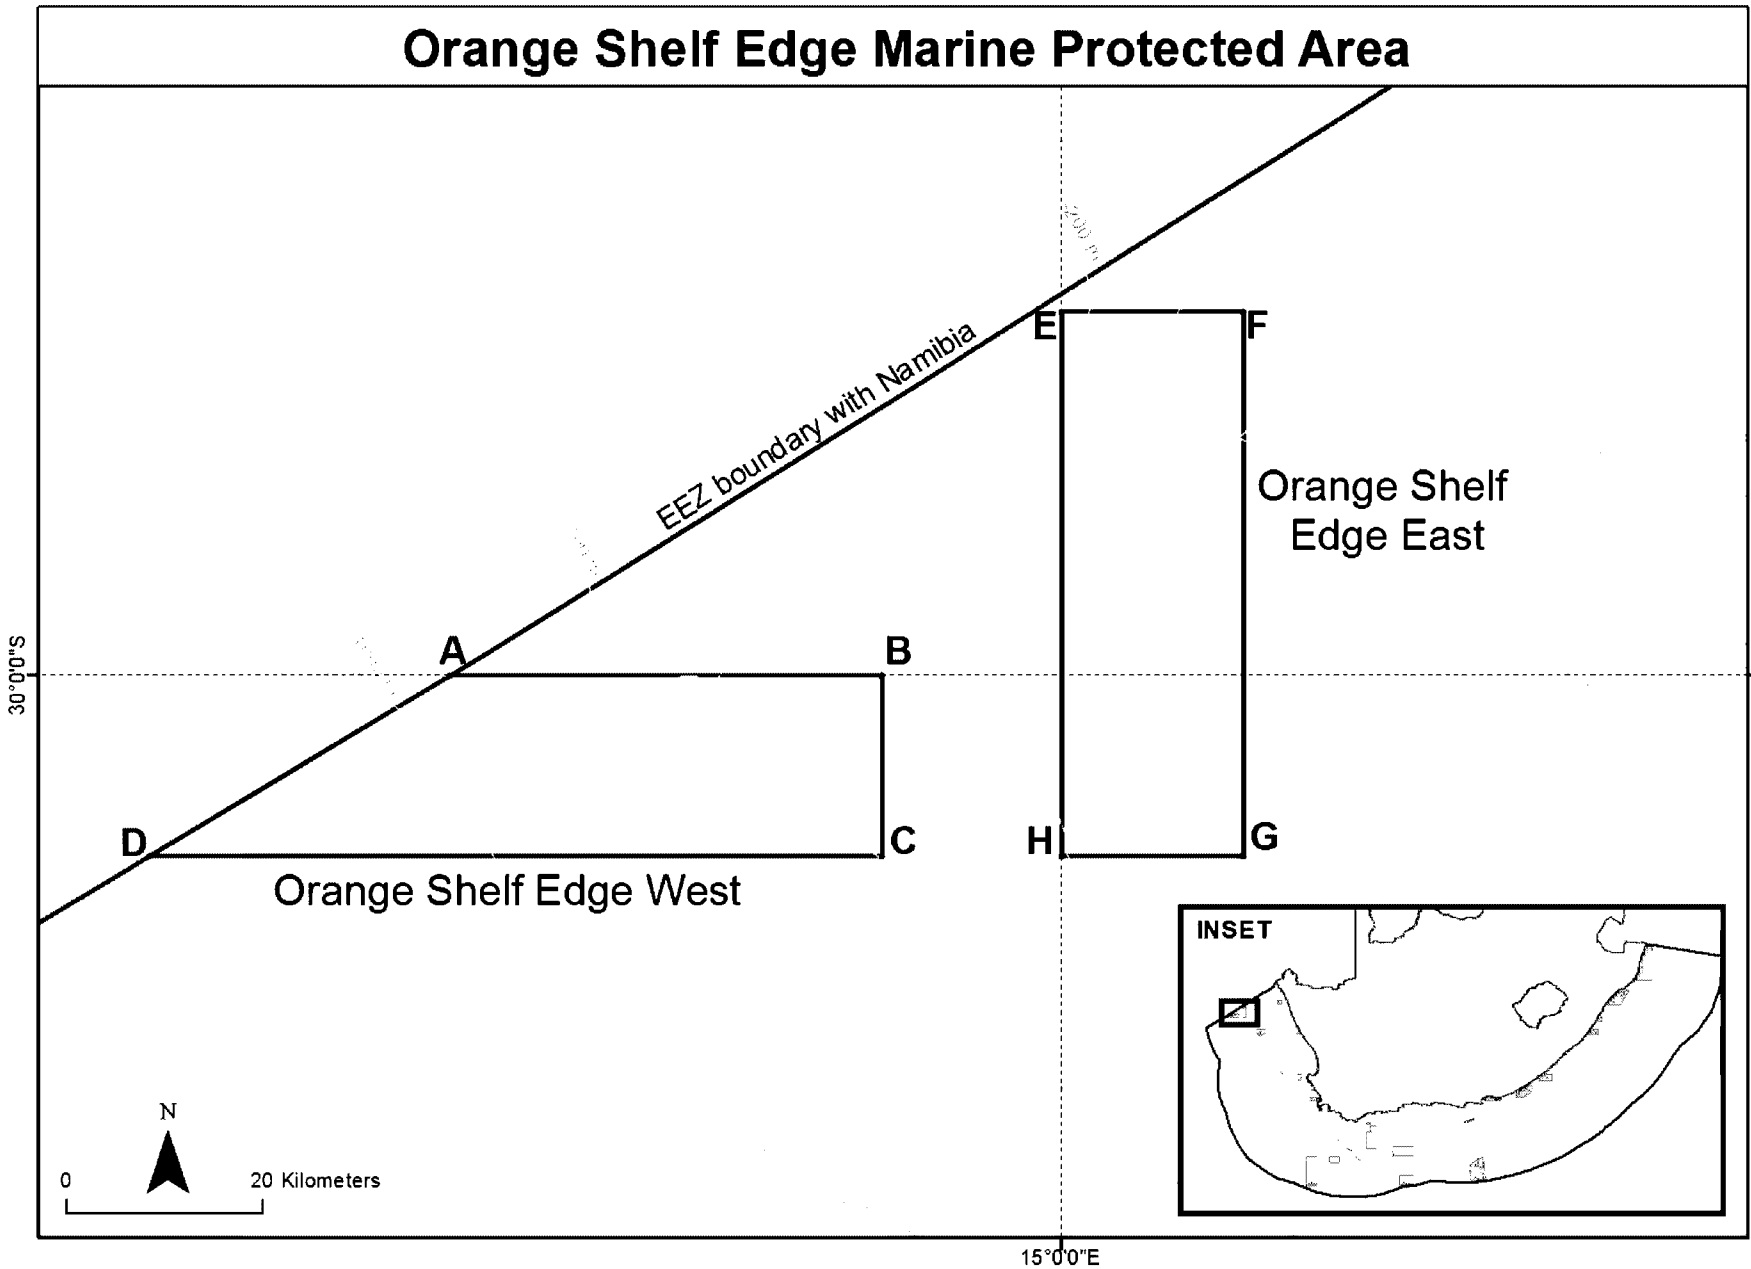 Orange Shelf Edge Marine Protected Area
200 m
E
F
EEZ boundary with Namibia
Orange Shelf
Edge East
A
B
30°0'0"S
D
C
H
G
Orange Shelf Edge West
INSET
N
0
20 Kilometers
15°0'0"E